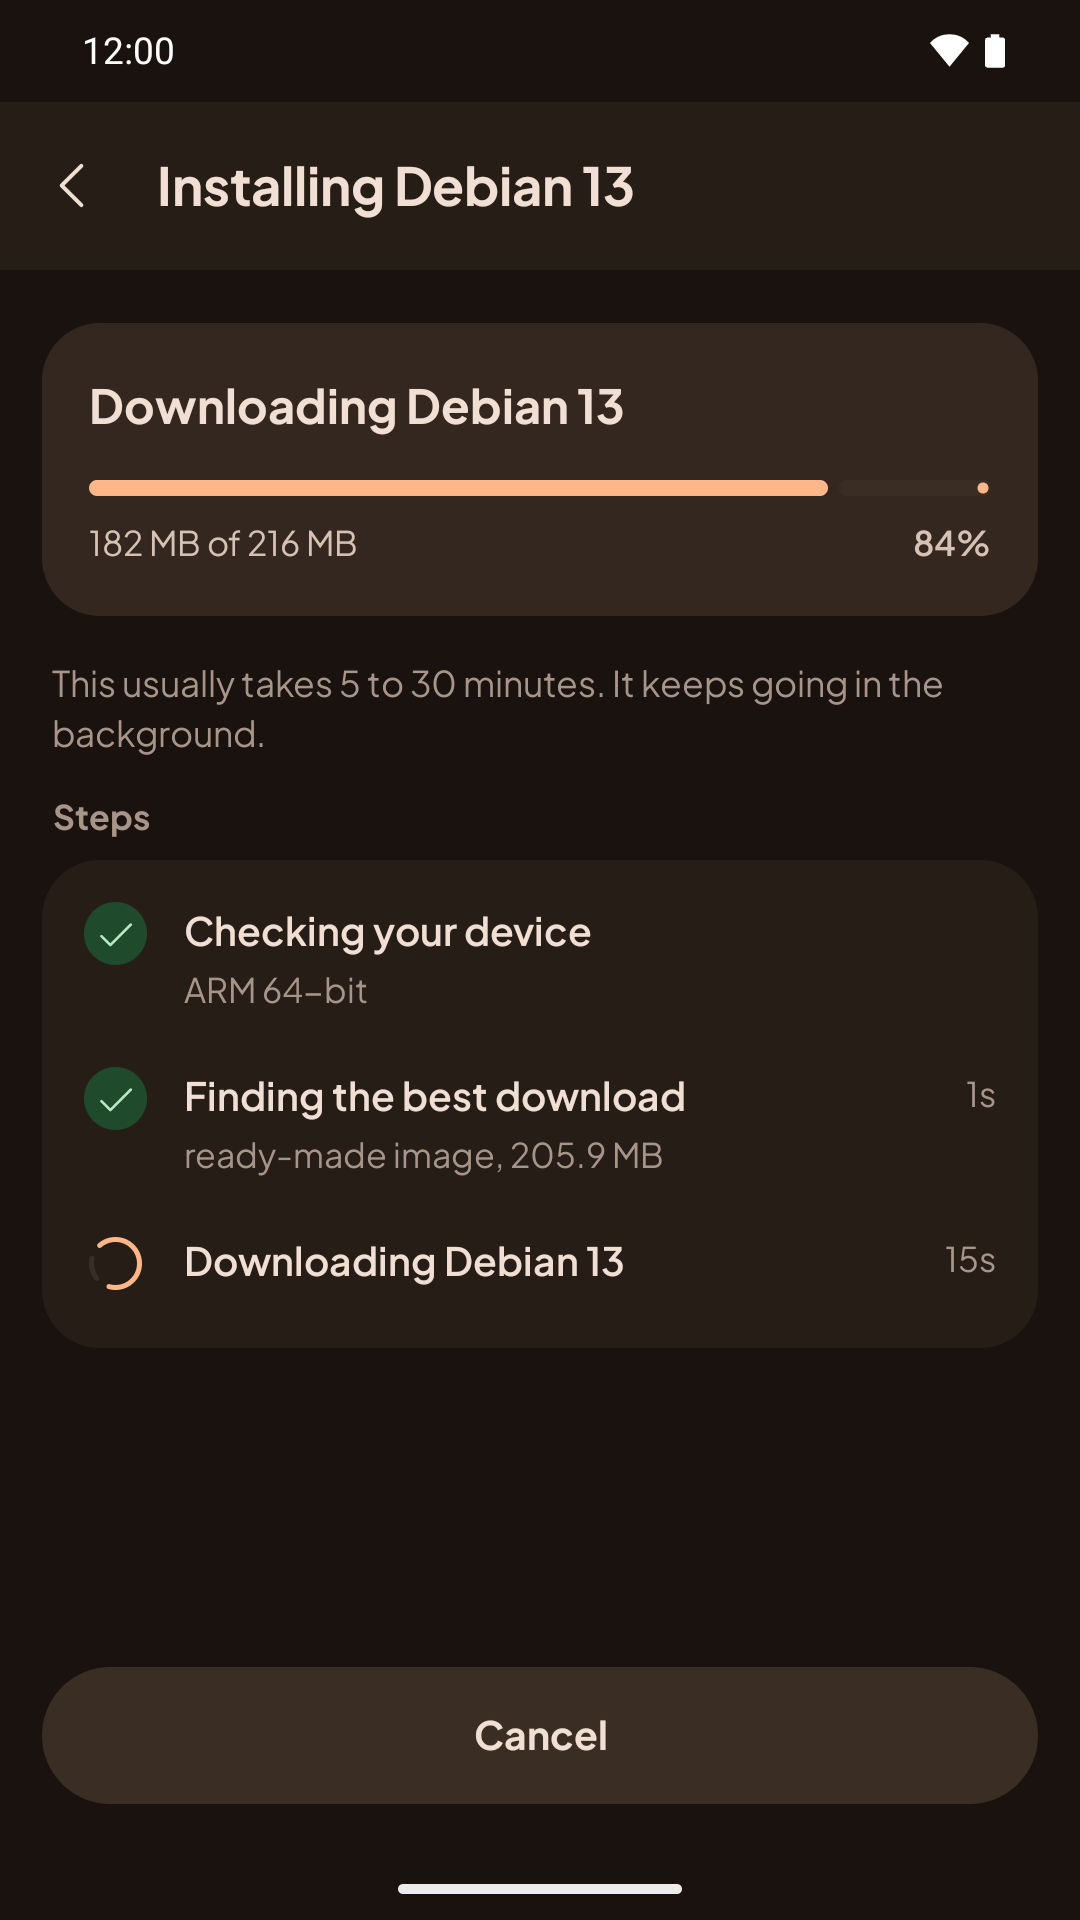 12:00
Installing Debian 13
Downloading Debian 13
182 MB of 216 MB
84%
This usually takes 5 to 30 minutes. It keeps going in the
background.
Steps
Checking your device
ARM 64-bit
Finding the best download
1s
ready-made image, 205.9 MB
Downloading Debian 13
15s
Cancel